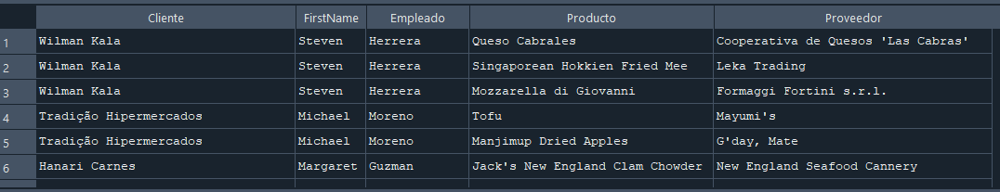 Cliente FirstName Empleado Producto Proveedor
1 Wilman Kala Steven Herrera Queso Cabrales Cooperativa de Quesos 'Las Cabras'
2 Wilman Kala Steven Herrera Singaporean Hokkien Fried Mee Leka Trading
3 Wilman Kala Steven Herrera Mozzarella di Giovanni Formaggi Fortini s.r.l.
4 Tradição Hipermercados Michael Moreno Tofu Mayumi's
5 Tradição Hipermercados Michael Moreno Manjimup Dried Apples G'day, Mate
6 Hanari Carnes Margaret Guzman Jack's New England Clam Chowder New England Seafood Cannery